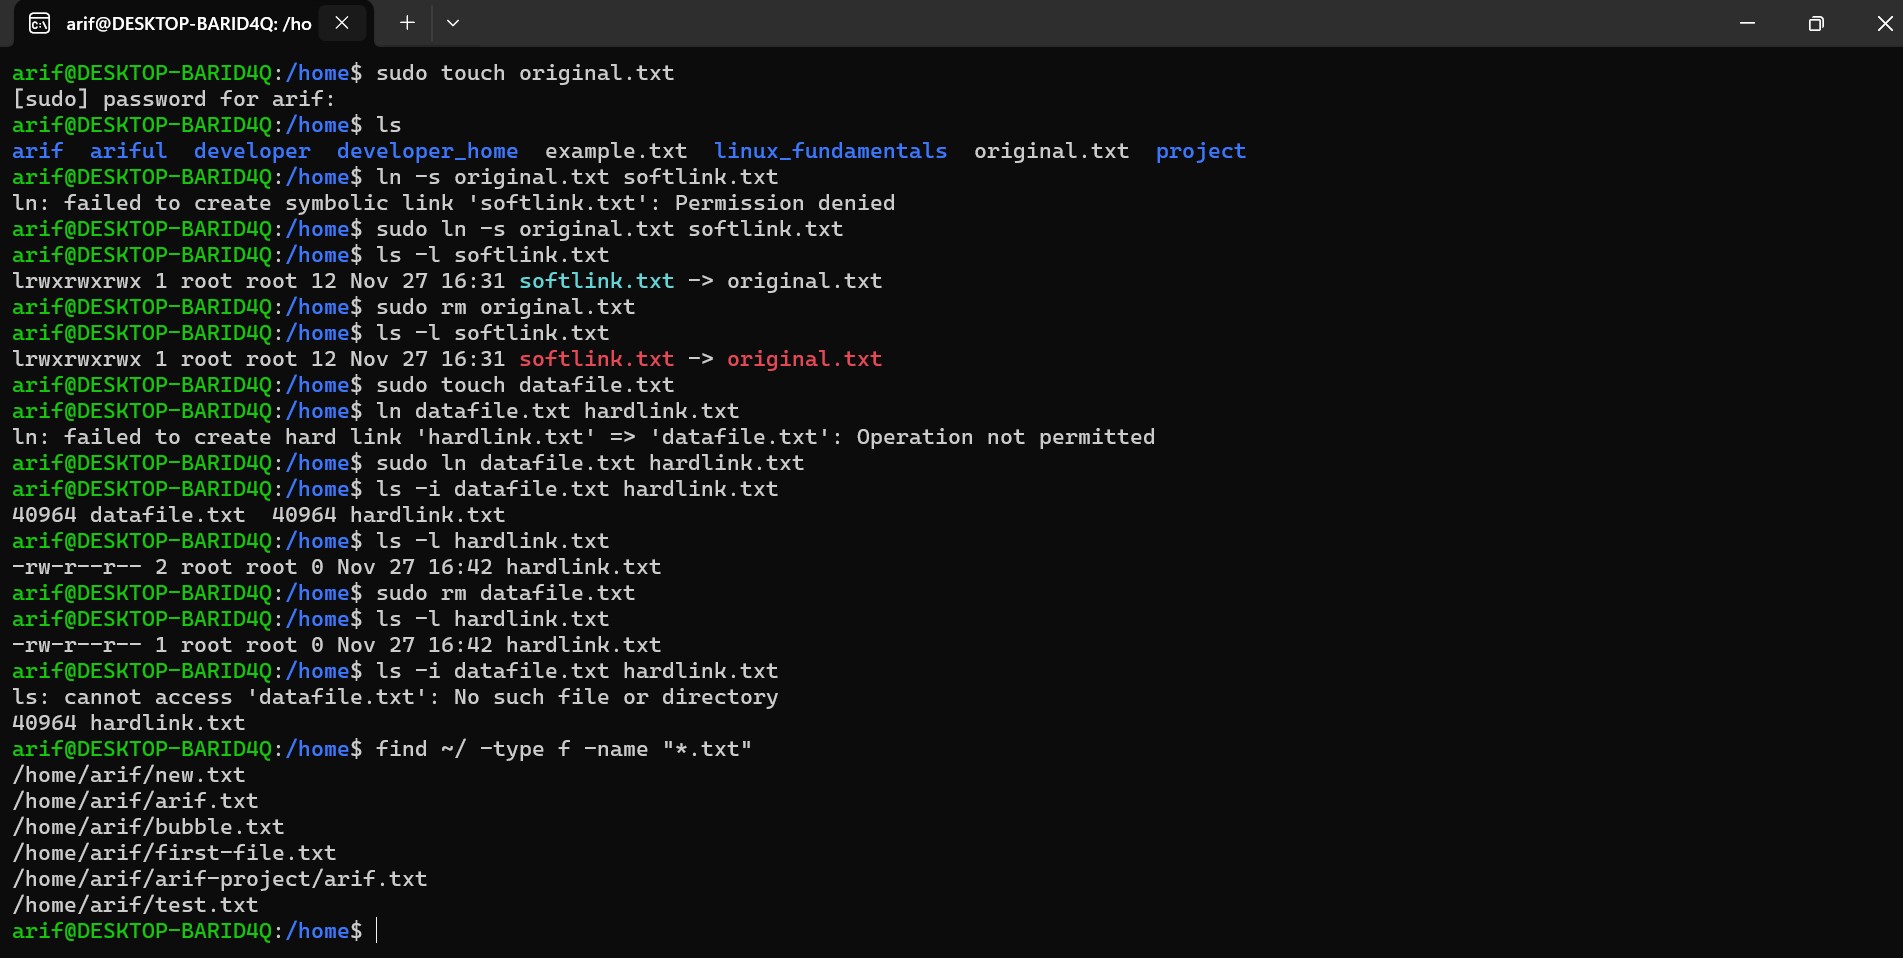 arif@DESKTOP-BARID4Q: /ho
arif@DESKTOP-BARID4Q:/home$ sudo touch original.txt
[sudo] password for arif:
arif@DESKTOP-BARID4Q:/home$ ls
arif  ariful  developer  developer_home  example.txt  linux_fundamentals  original.txt  project
arif@DESKTOP-BARID4Q:/home$ ln -s original.txt softlink.txt
ln: failed to create symbolic link 'softlink.txt': Permission denied
arif@DESKTOP-BARID4Q:/home$ sudo ln -s original.txt softlink.txt
arif@DESKTOP-BARID4Q:/home$ ls -l softlink.txt
lrwxrwxrwx 1 root root 12 Nov 27 16:31 softlink.txt -> original.txt
arif@DESKTOP-BARID4Q:/home$ sudo rm original.txt
arif@DESKTOP-BARID4Q:/home$ ls -l softlink.txt
lrwxrwxrwx 1 root root 12 Nov 27 16:31 softlink.txt -> original.txt
arif@DESKTOP-BARID4Q:/home$ sudo touch datafile.txt
arif@DESKTOP-BARID4Q:/home$ ln datafile.txt hardlink.txt
ln: failed to create hard link 'hardlink.txt' => 'datafile.txt': Operation not permitted
arif@DESKTOP-BARID4Q:/home$ sudo ln datafile.txt hardlink.txt
arif@DESKTOP-BARID4Q:/home$ ls -i datafile.txt hardlink.txt
40964 datafile.txt  40964 hardlink.txt
arif@DESKTOP-BARID4Q:/home$ ls -l hardlink.txt
-rw-r--r-- 2 root root 0 Nov 27 16:42 hardlink.txt
arif@DESKTOP-BARID4Q:/home$ sudo rm datafile.txt
arif@DESKTOP-BARID4Q:/home$ ls -l hardlink.txt
-rw-r--r-- 1 root root 0 Nov 27 16:42 hardlink.txt
arif@DESKTOP-BARID4Q:/home$ ls -i datafile.txt hardlink.txt
ls: cannot access 'datafile.txt': No such file or directory
40964 hardlink.txt
arif@DESKTOP-BARID4Q:/home$ find ~/ -type f -name "*.txt"
/home/arif/new.txt
/home/arif/arif.txt
/home/arif/bubble.txt
/home/arif/first-file.txt
/home/arif/arif-project/arif.txt
/home/arif/test.txt
arif@DESKTOP-BARID4Q:/home$